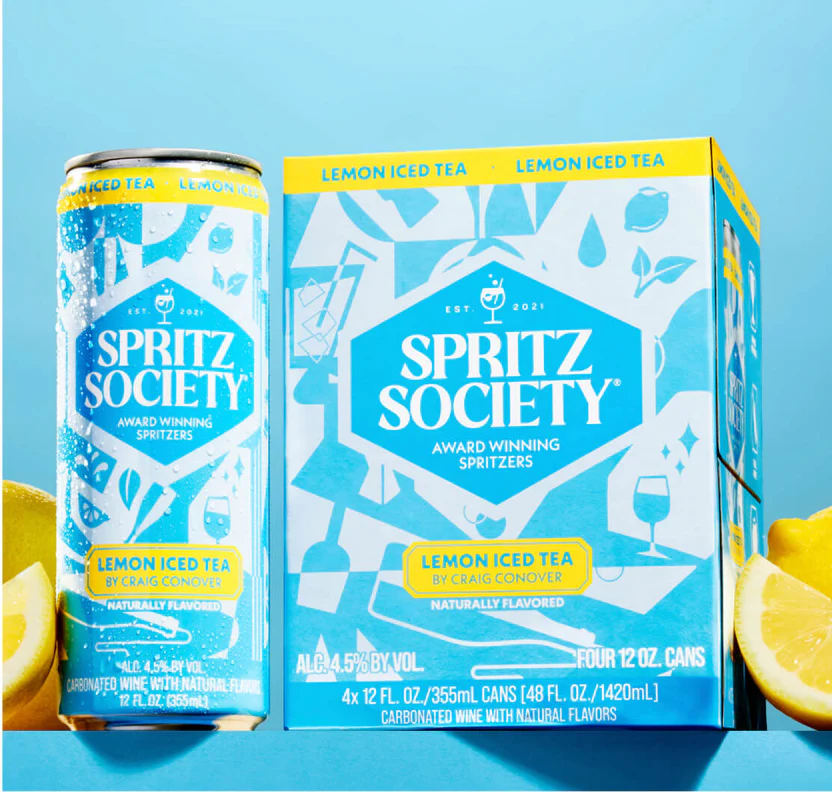 LEMON ICED TEA LEMON ICED
EST. 2021
SPRITZ
SOCIETY
AWARD WINNING
SPRITZERS
LEMON ICED TEA
BY CRAIG CONOVER
NATURALLY FLAVORED
ALC. 4.5% BY VOL.
CARBONATED WINE WITH NATURAL FLAVORS
12 FL. OZ. (355mL)
LEMON ICED TEA · LEMON ICED TEA
EST. 2021
SPRITZ
SOCIETY®
AWARD WINNING
SPRITZERS
LEMON ICED TEA
BY CRAIG CONOVER
NATURALLY FLAVORED
ALC. 4.5% BY VOL. FOUR 12 OZ. CANS
4x 12 FL. OZ./355mL CANS [48 FL. OZ./1420mL]
CARBONATED WINE WITH NATURAL FLAVORS